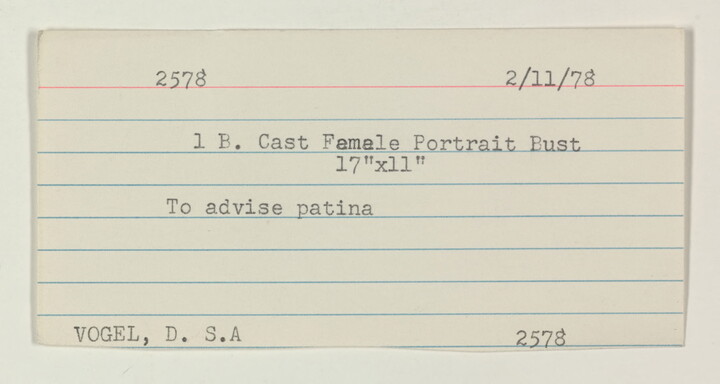 2578 2/11/78
1 B. Cast Female Portrait Bust
17"x11"
To advise patina
VOGEL, D. S.A 2578